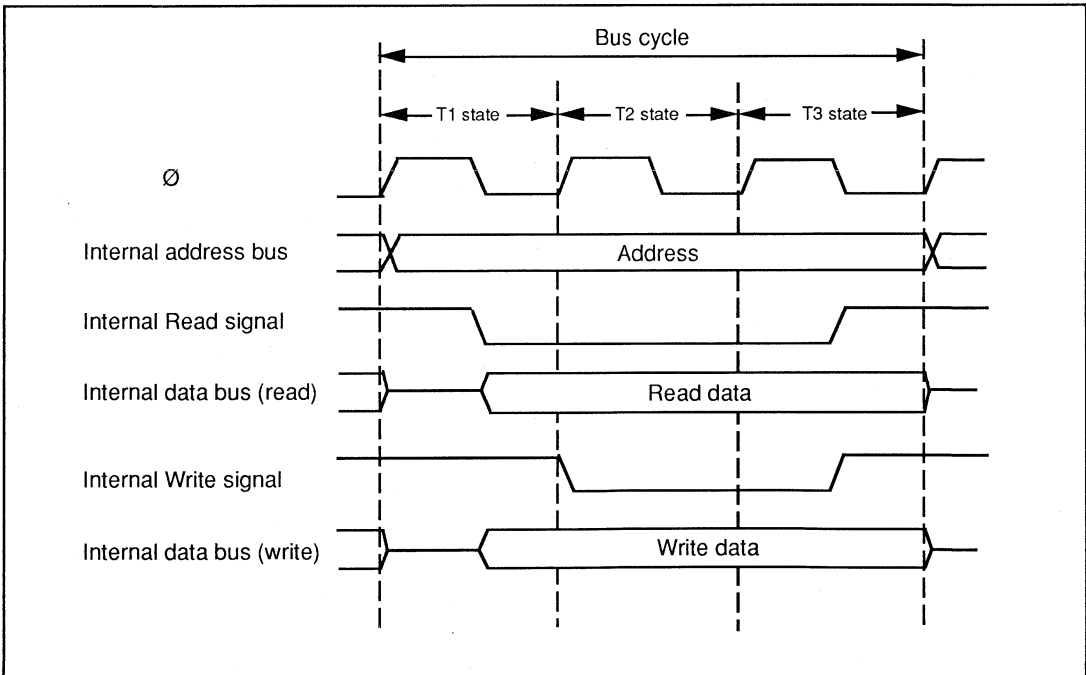 Bus cycle
T1 state
T2 state
T3 state
Ø
Internal address bus
Address
Internal Read signal
Internal data bus (read)
Read data
Internal Write signal
Internal data bus (write)
Write data